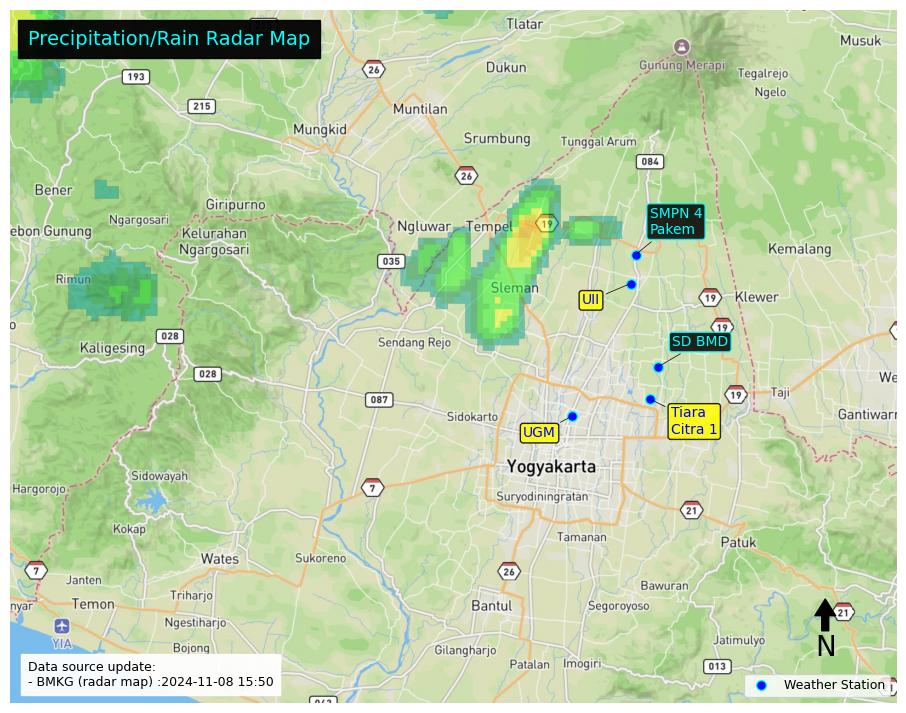 Precipitation/Rain Radar Map
Tlatar
Musuk
26
Dukun
Gunung Merapi
Tegalrejo
Ngelo
193
215
Muntilan
Mungkid
Srumbung
Tunggal Arum
084
26
Bener
Giripurno
SMPN 4
Pakem
Ngargosari
Ngluwar
Tempel
19
ebon Gunung
Kelurahan
Ngargosari
Kemalang
035
Rimun
Sleman
UII
19
Klewer
19
028
Sendang Rejo
SD BMD
Kaligesing
028
We
Taji
19
087
Tiara
Citra 1
Gantiwarn
Sidokarto
UGM
Yogyakarta
Sidowayah
Hargorojo
7
Suryodiningratan
21
Kokap
Tamanan
Patuk
Wates
Sukoreno
7
26
Janten
Bawuran
Triharjo
nyar
Temon
Bantul
Segoroyoso
21
Ngestiharjo
N
YIA
Jatimulyo
Bojong
Gilangharjo
Patalan
Imogiri
013
Data source update:
- BMKG (radar map) :2024-11-08 15:50
Weather Station